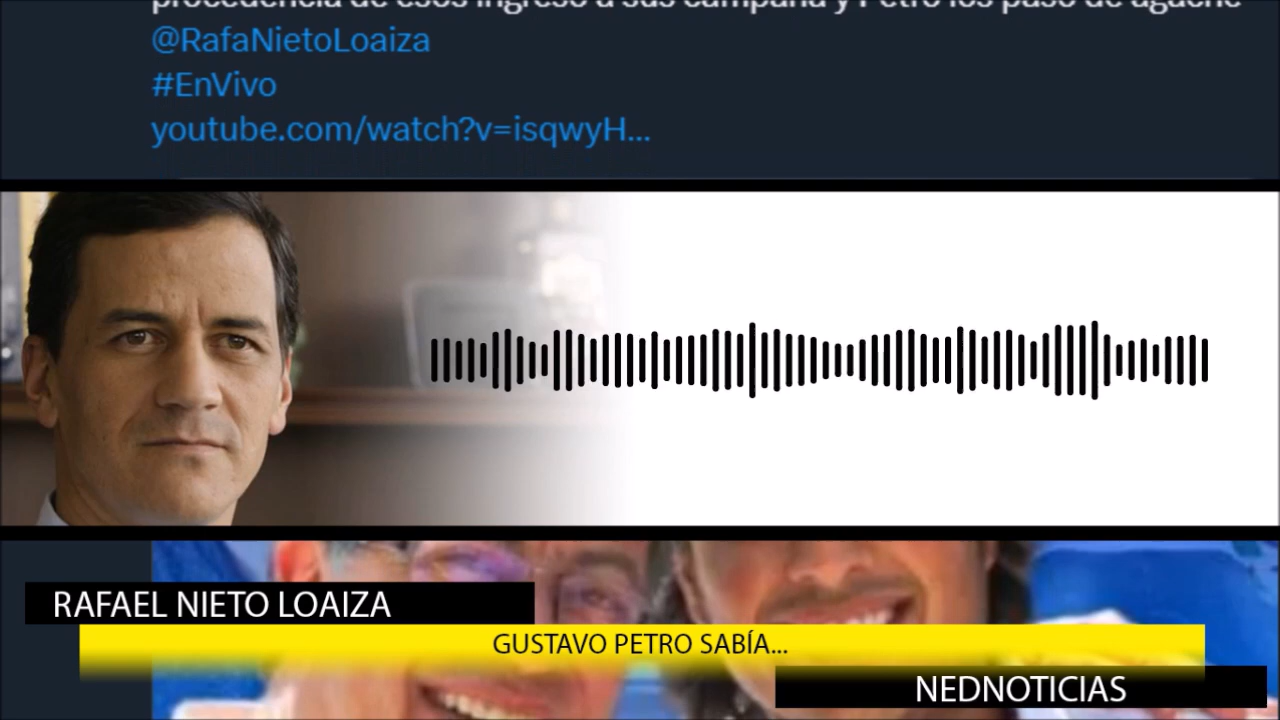 procedencia de esos ingreso a sus campaña y Petro los paso de agache
@RafaNietoLoaiza
#EnVivo
youtube.com/watch?v=isqwyH...
RAFAEL NIETO LOAIZA
GUSTAVO PETRO SABÍA...
NEDNOTICIAS